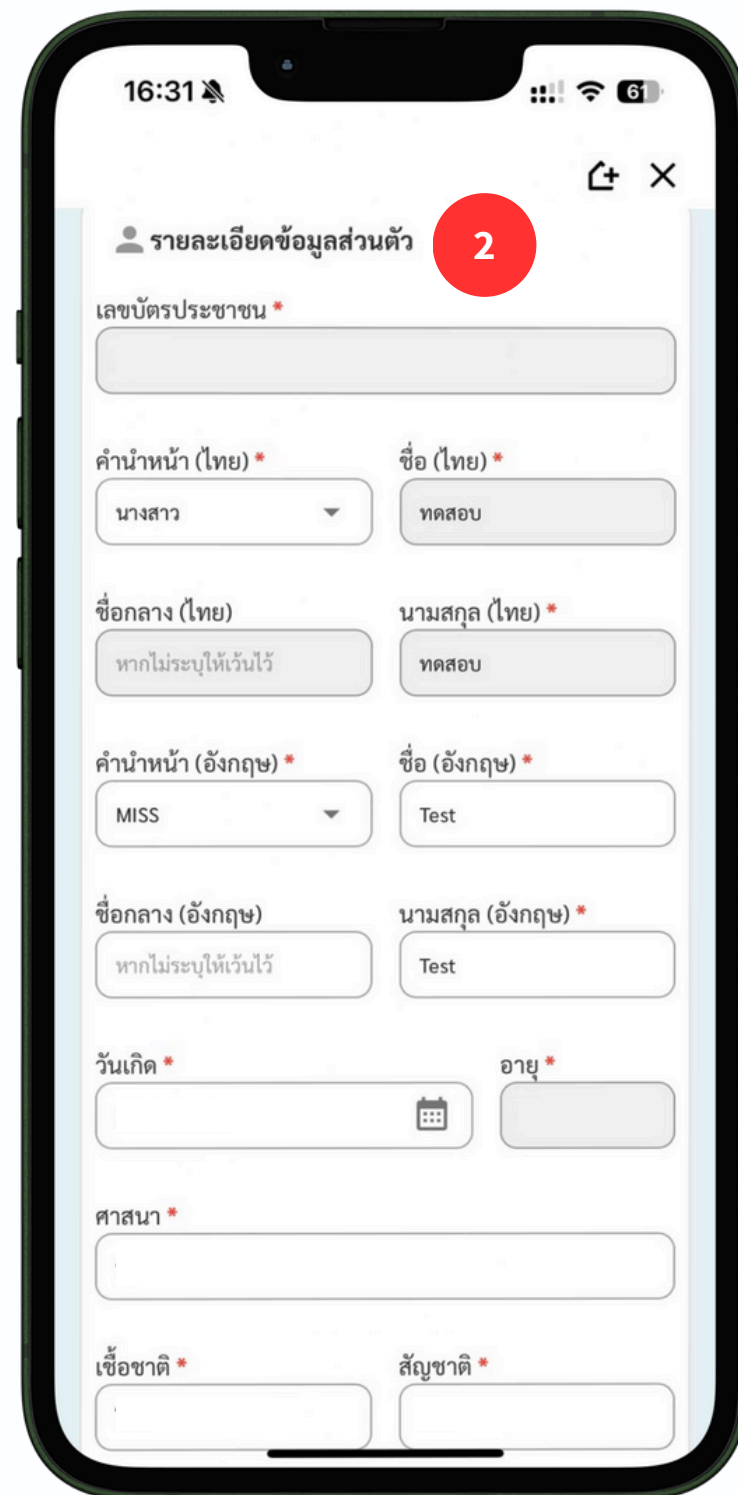 16:31
61
รายละเอียดข้อมูลส่วนตัว 2
เลขบัตรประชาชน *
คำนำหน้า (ไทย) * ชื่อ (ไทย) *
นางสาว ทดสอบ
ชื่อกลาง (ไทย) นามสกุล (ไทย) *
หากไม่ระบุให้เว้นไว้ ทดสอบ
คำนำหน้า (อังกฤษ) * ชื่อ (อังกฤษ) *
MISS Test
ชื่อกลาง (อังกฤษ) นามสกุล (อังกฤษ) *
หากไม่ระบุให้เว้นไว้ Test
วันเกิด * อายุ *
ศาสนา *
เชื้อชาติ * สัญชาติ *